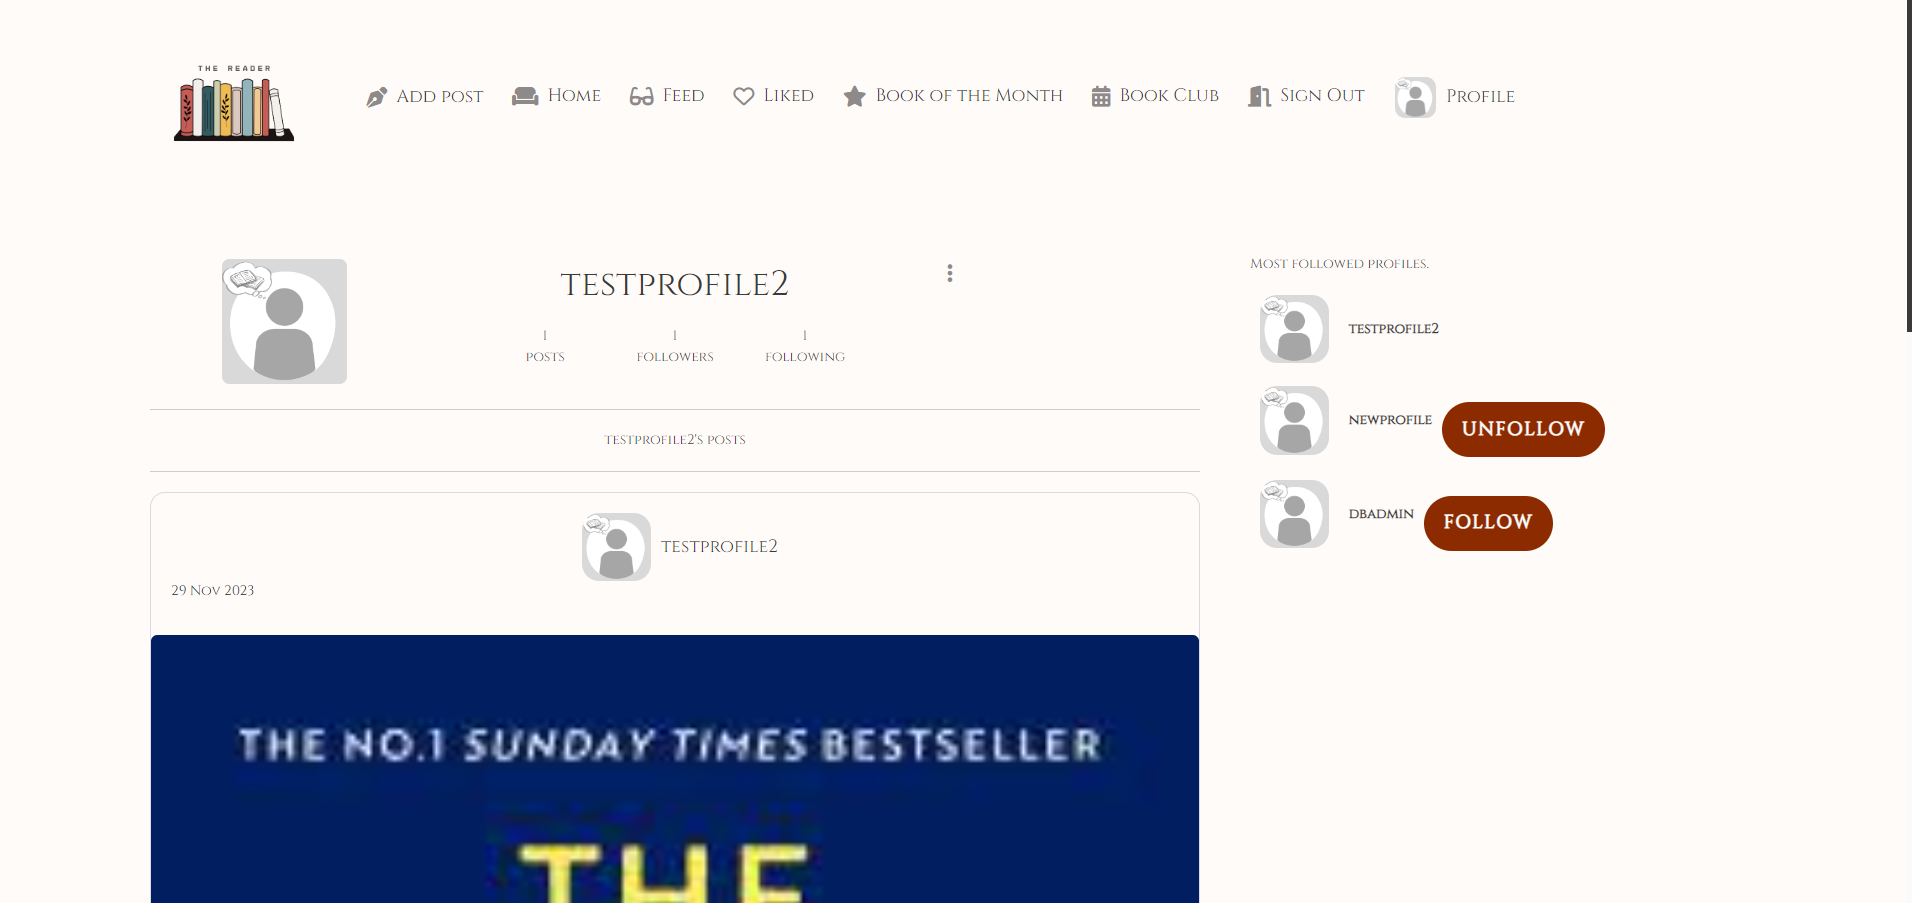 THE READER
Add post
Home
Feed
Liked
Book of the Month
Book Club
Sign Out
Profile
testprofile2
1
posts
1
followers
1
following
testprofile2's posts
testprofile2
29 Nov 2023
THE NO.1 SUNDAY TIMES BESTSELLER
THE
Most followed profiles.
testprofile2
newprofile
UNFOLLOW
dbadmin
FOLLOW